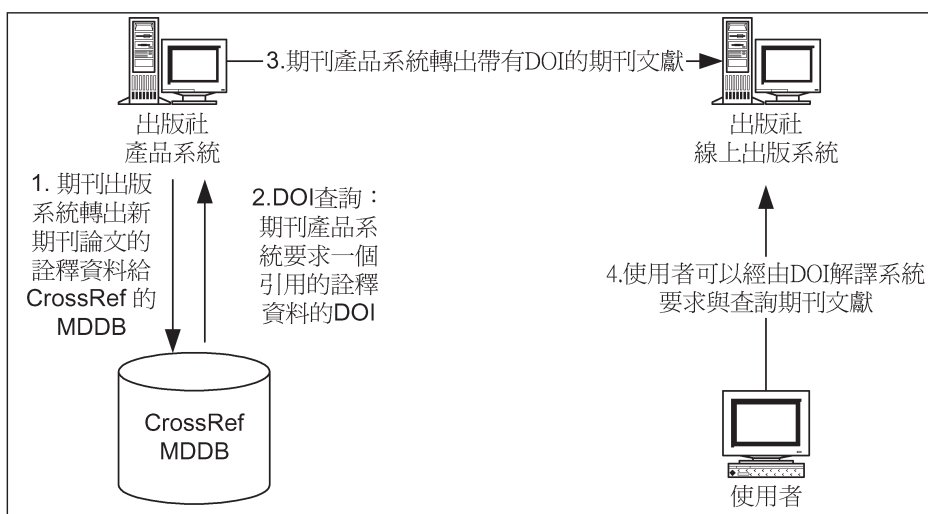 3.期刊產品系統轉出帶有DOI的期刊文獻
出版社
產品系統
出版社
線上出版系統
1. 期刊出版
系統轉出新
期刊論文的
詮釋資料給
CrossRef 的
MDDB
2.DOI查詢：
期刊產品系
統要求一個
引用的詮釋
資料的DOI
4.使用者可以經由DOI解譯系統
要求與查詢期刊文獻
CrossRef
MDDB
使用者